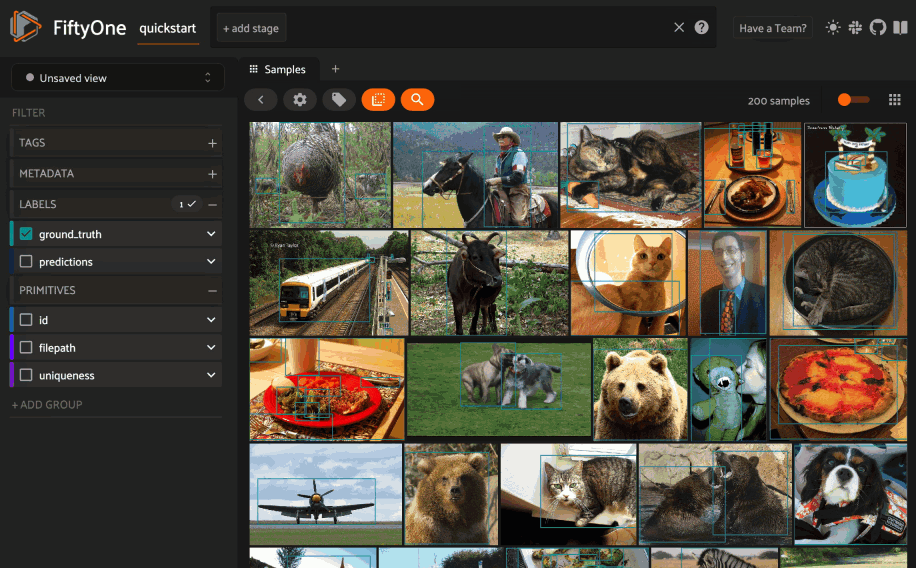 FiftyOne
quickstart
+ add stage
Have a Team?
Unsaved view
Samples
+
FILTER
200 samples
TAGS
METADATA
LABELS
1
ground_truth
predictions
PRIMITIVES
id
filepath
uniqueness
+ ADD GROUP